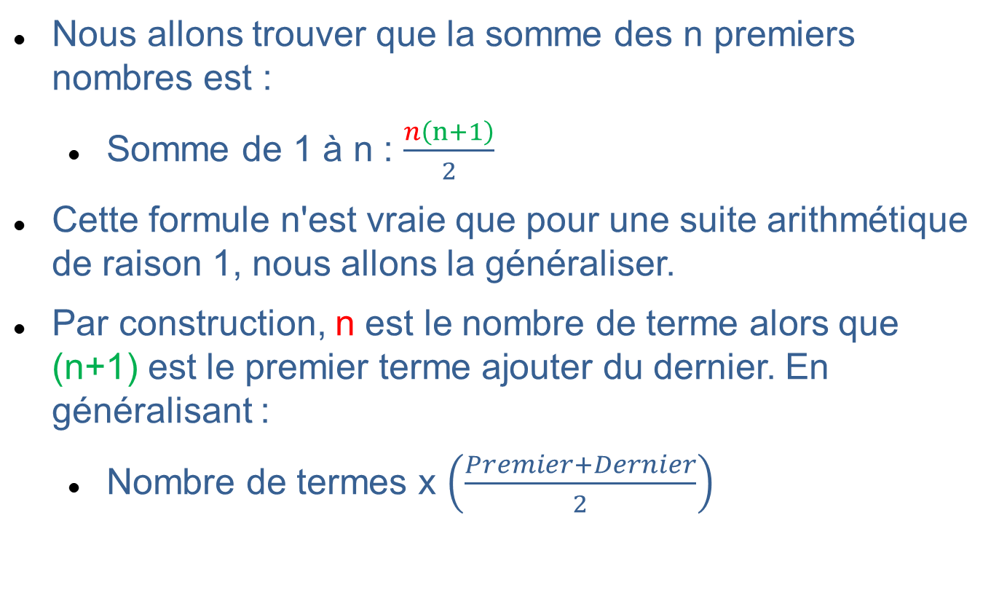 Nous allons trouver que la somme des n premiers
nombres est :
Somme de 1 à n : \frac{n(n+1)}{2}
Cette formule n'est vraie que pour une suite arithmétique
de raison 1, nous allons la généraliser.
Par construction, n est le nombre de terme alors que
(n+1) est le premier terme ajouter du dernier. En
généralisant :
Nombre de termes x \left(\frac{Premier+Dernier}{2}\right)